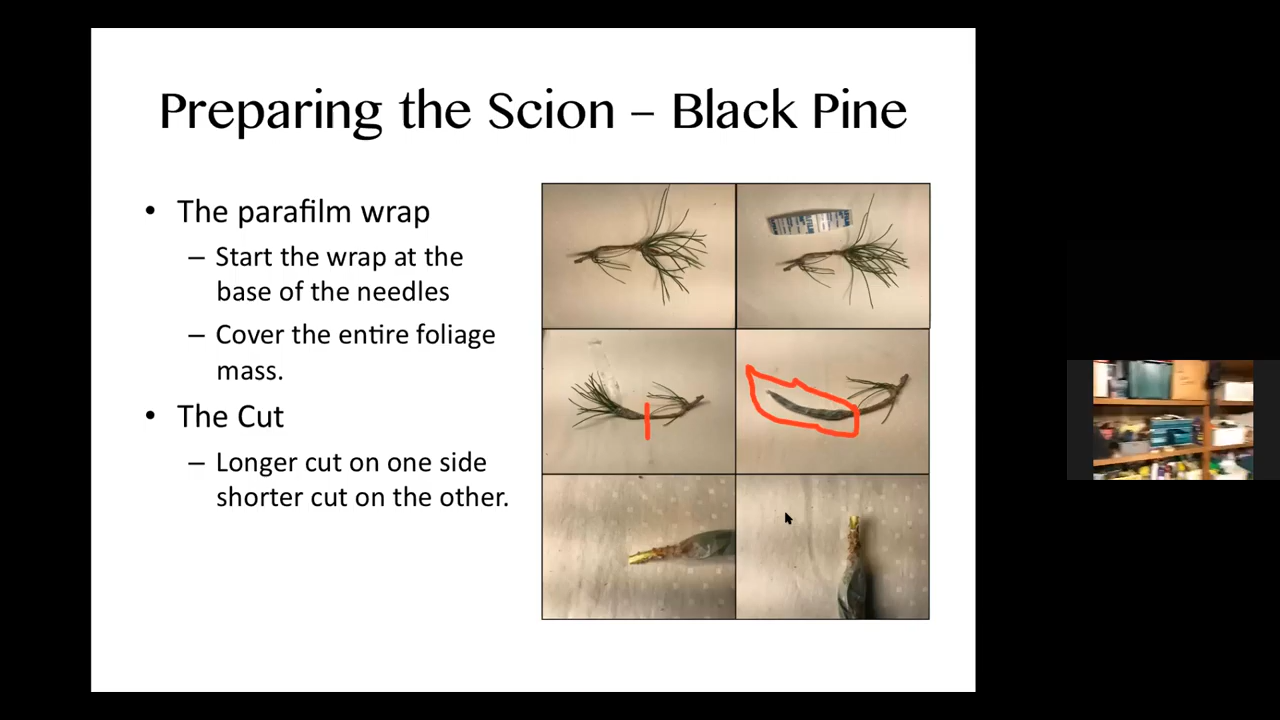 Preparing the Scion – Black Pine
• The parafilm wrap
– Start the wrap at the
base of the needles
– Cover the entire foliage
mass.
• The Cut
– Longer cut on one side
shorter cut on the other.